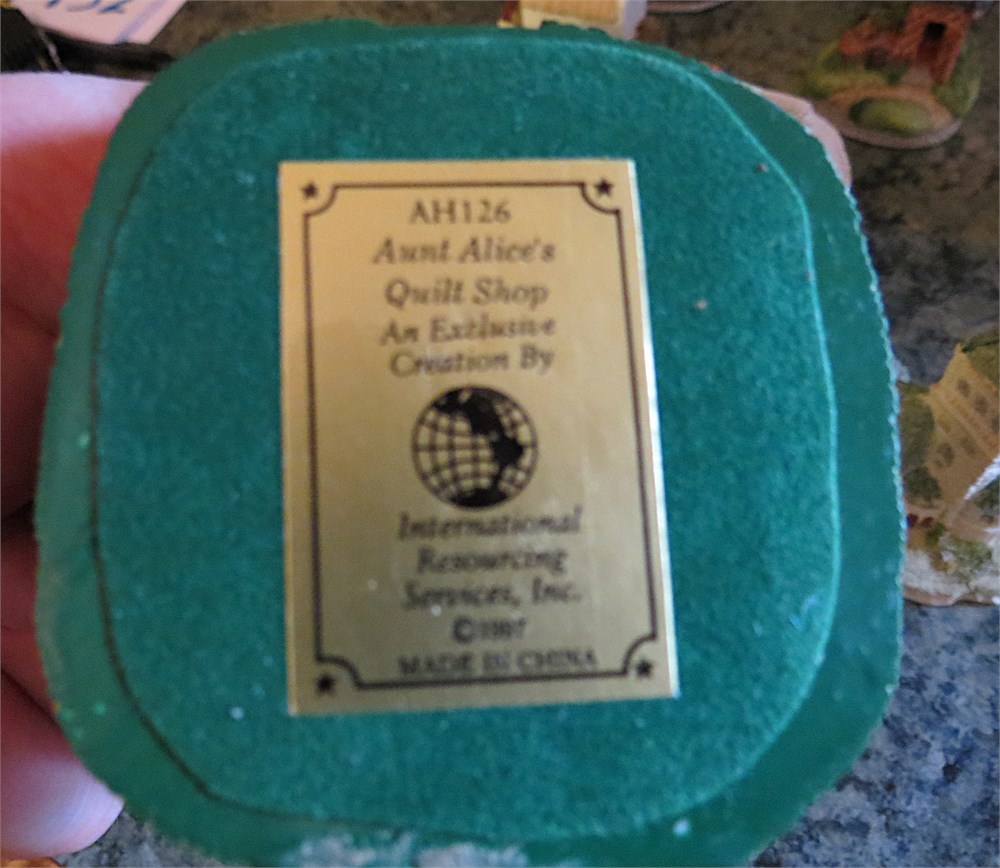 AH126
Aunt Alice's
Quilt Shop
An Exclusive
Creation By
International
Resourcing
Services, Inc.
©1997
MADE IN CHINA